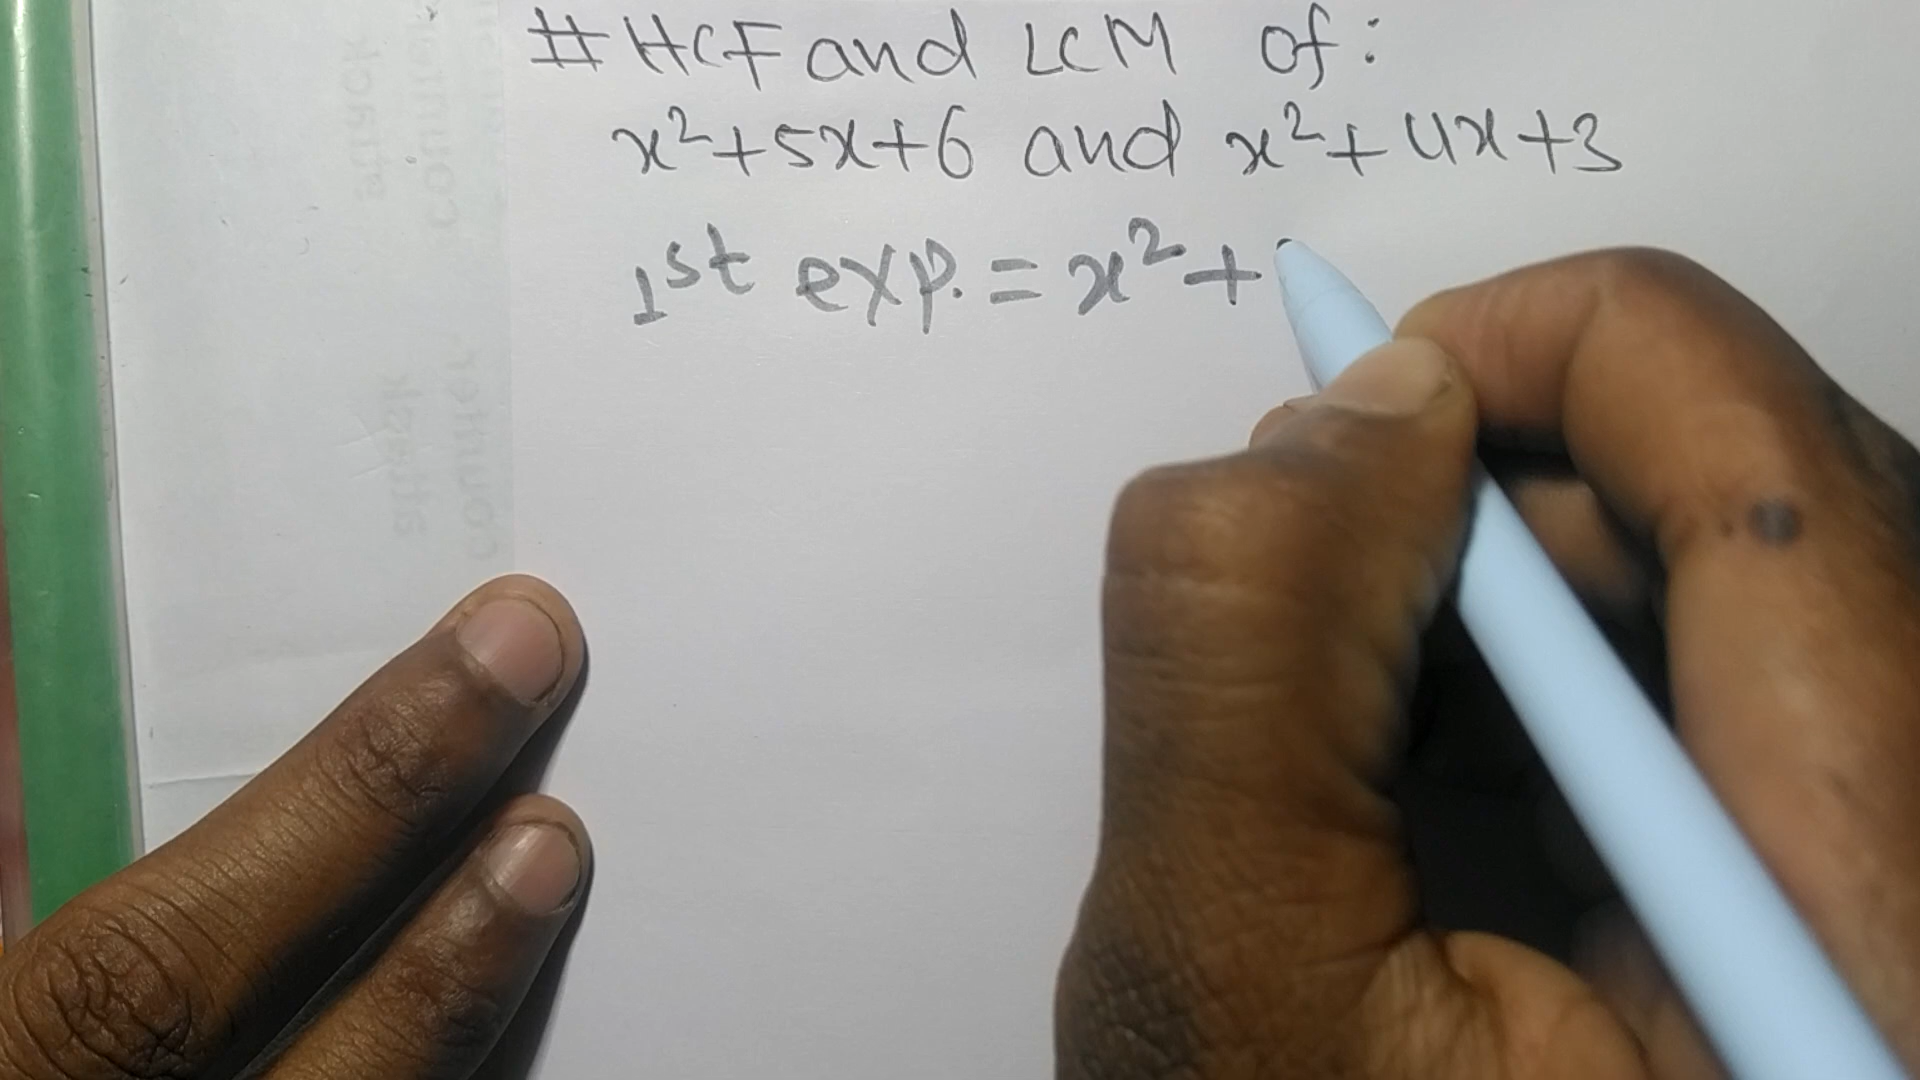 #HCF and LCM of:
x²+5x+6 and x²+4x+3
1st exp. = x²+